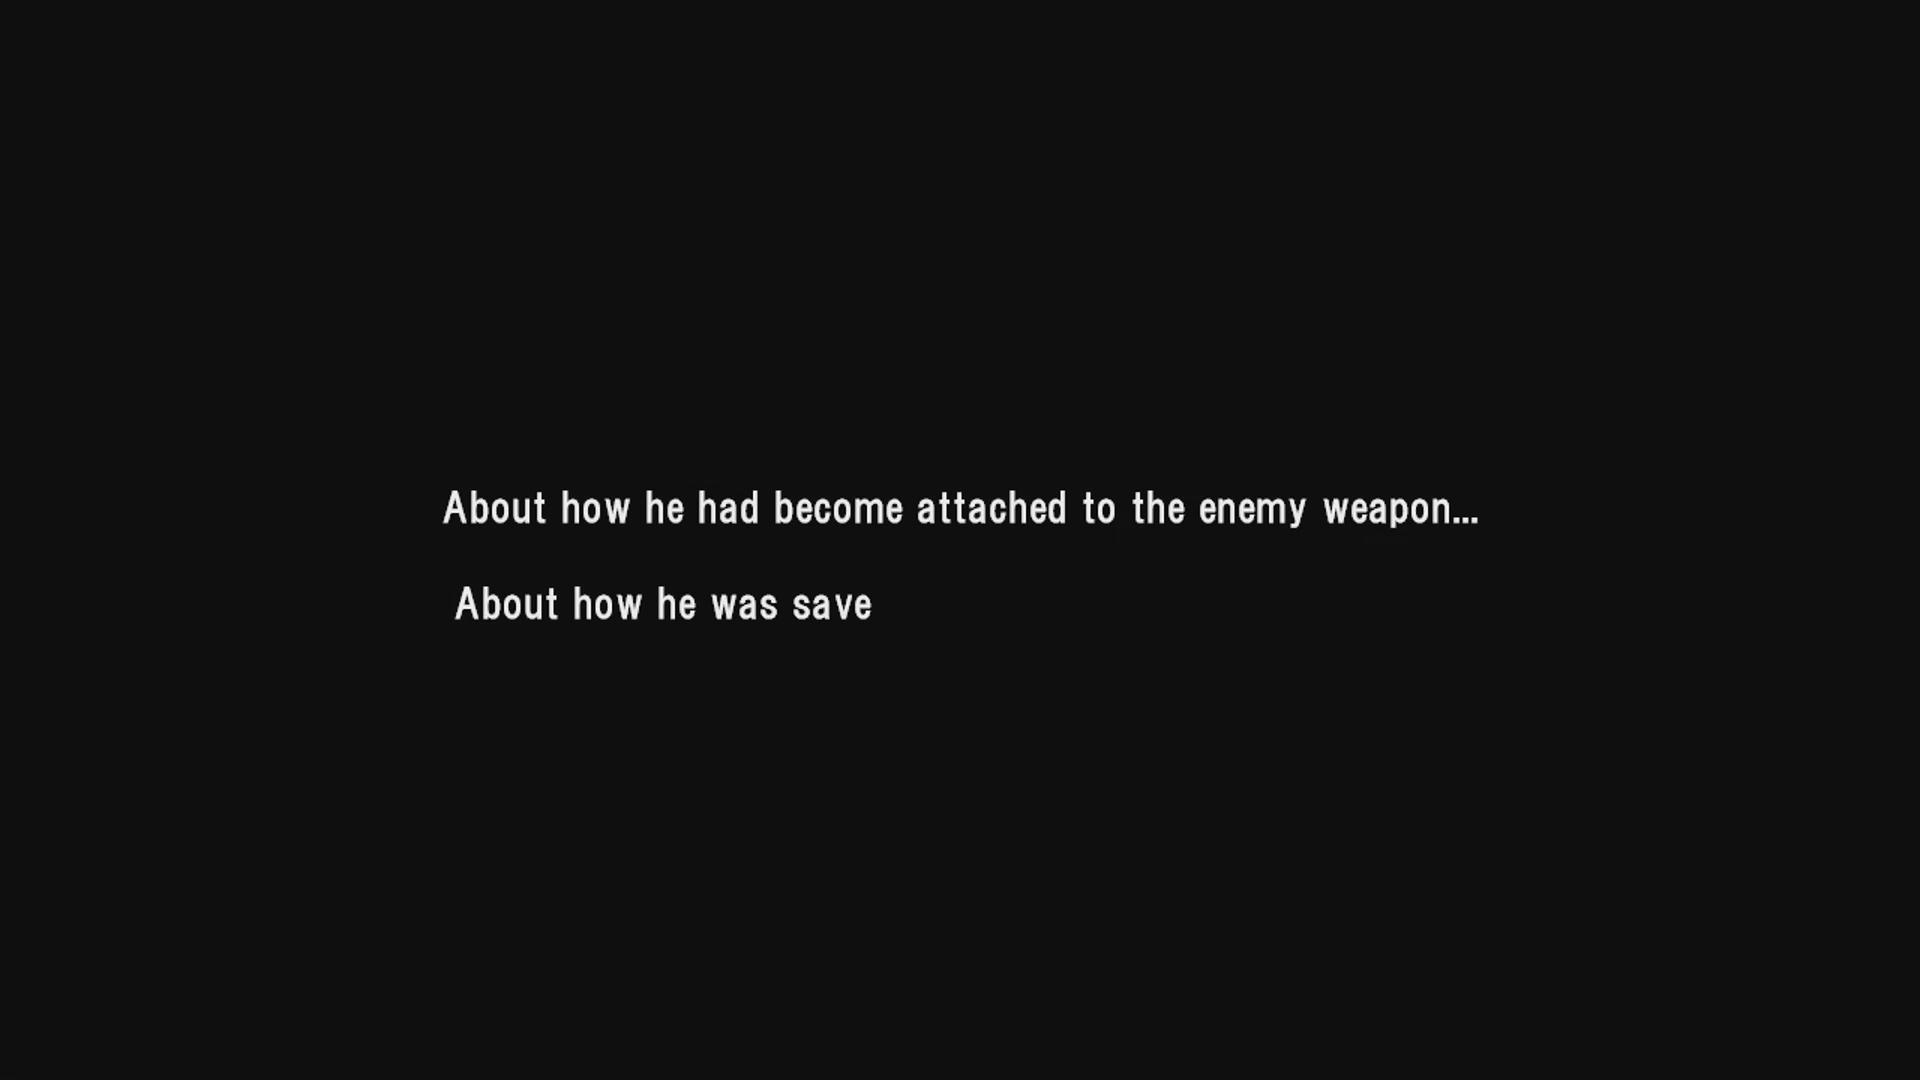 About how he had become attached to the enemy weapon...
About how he was save